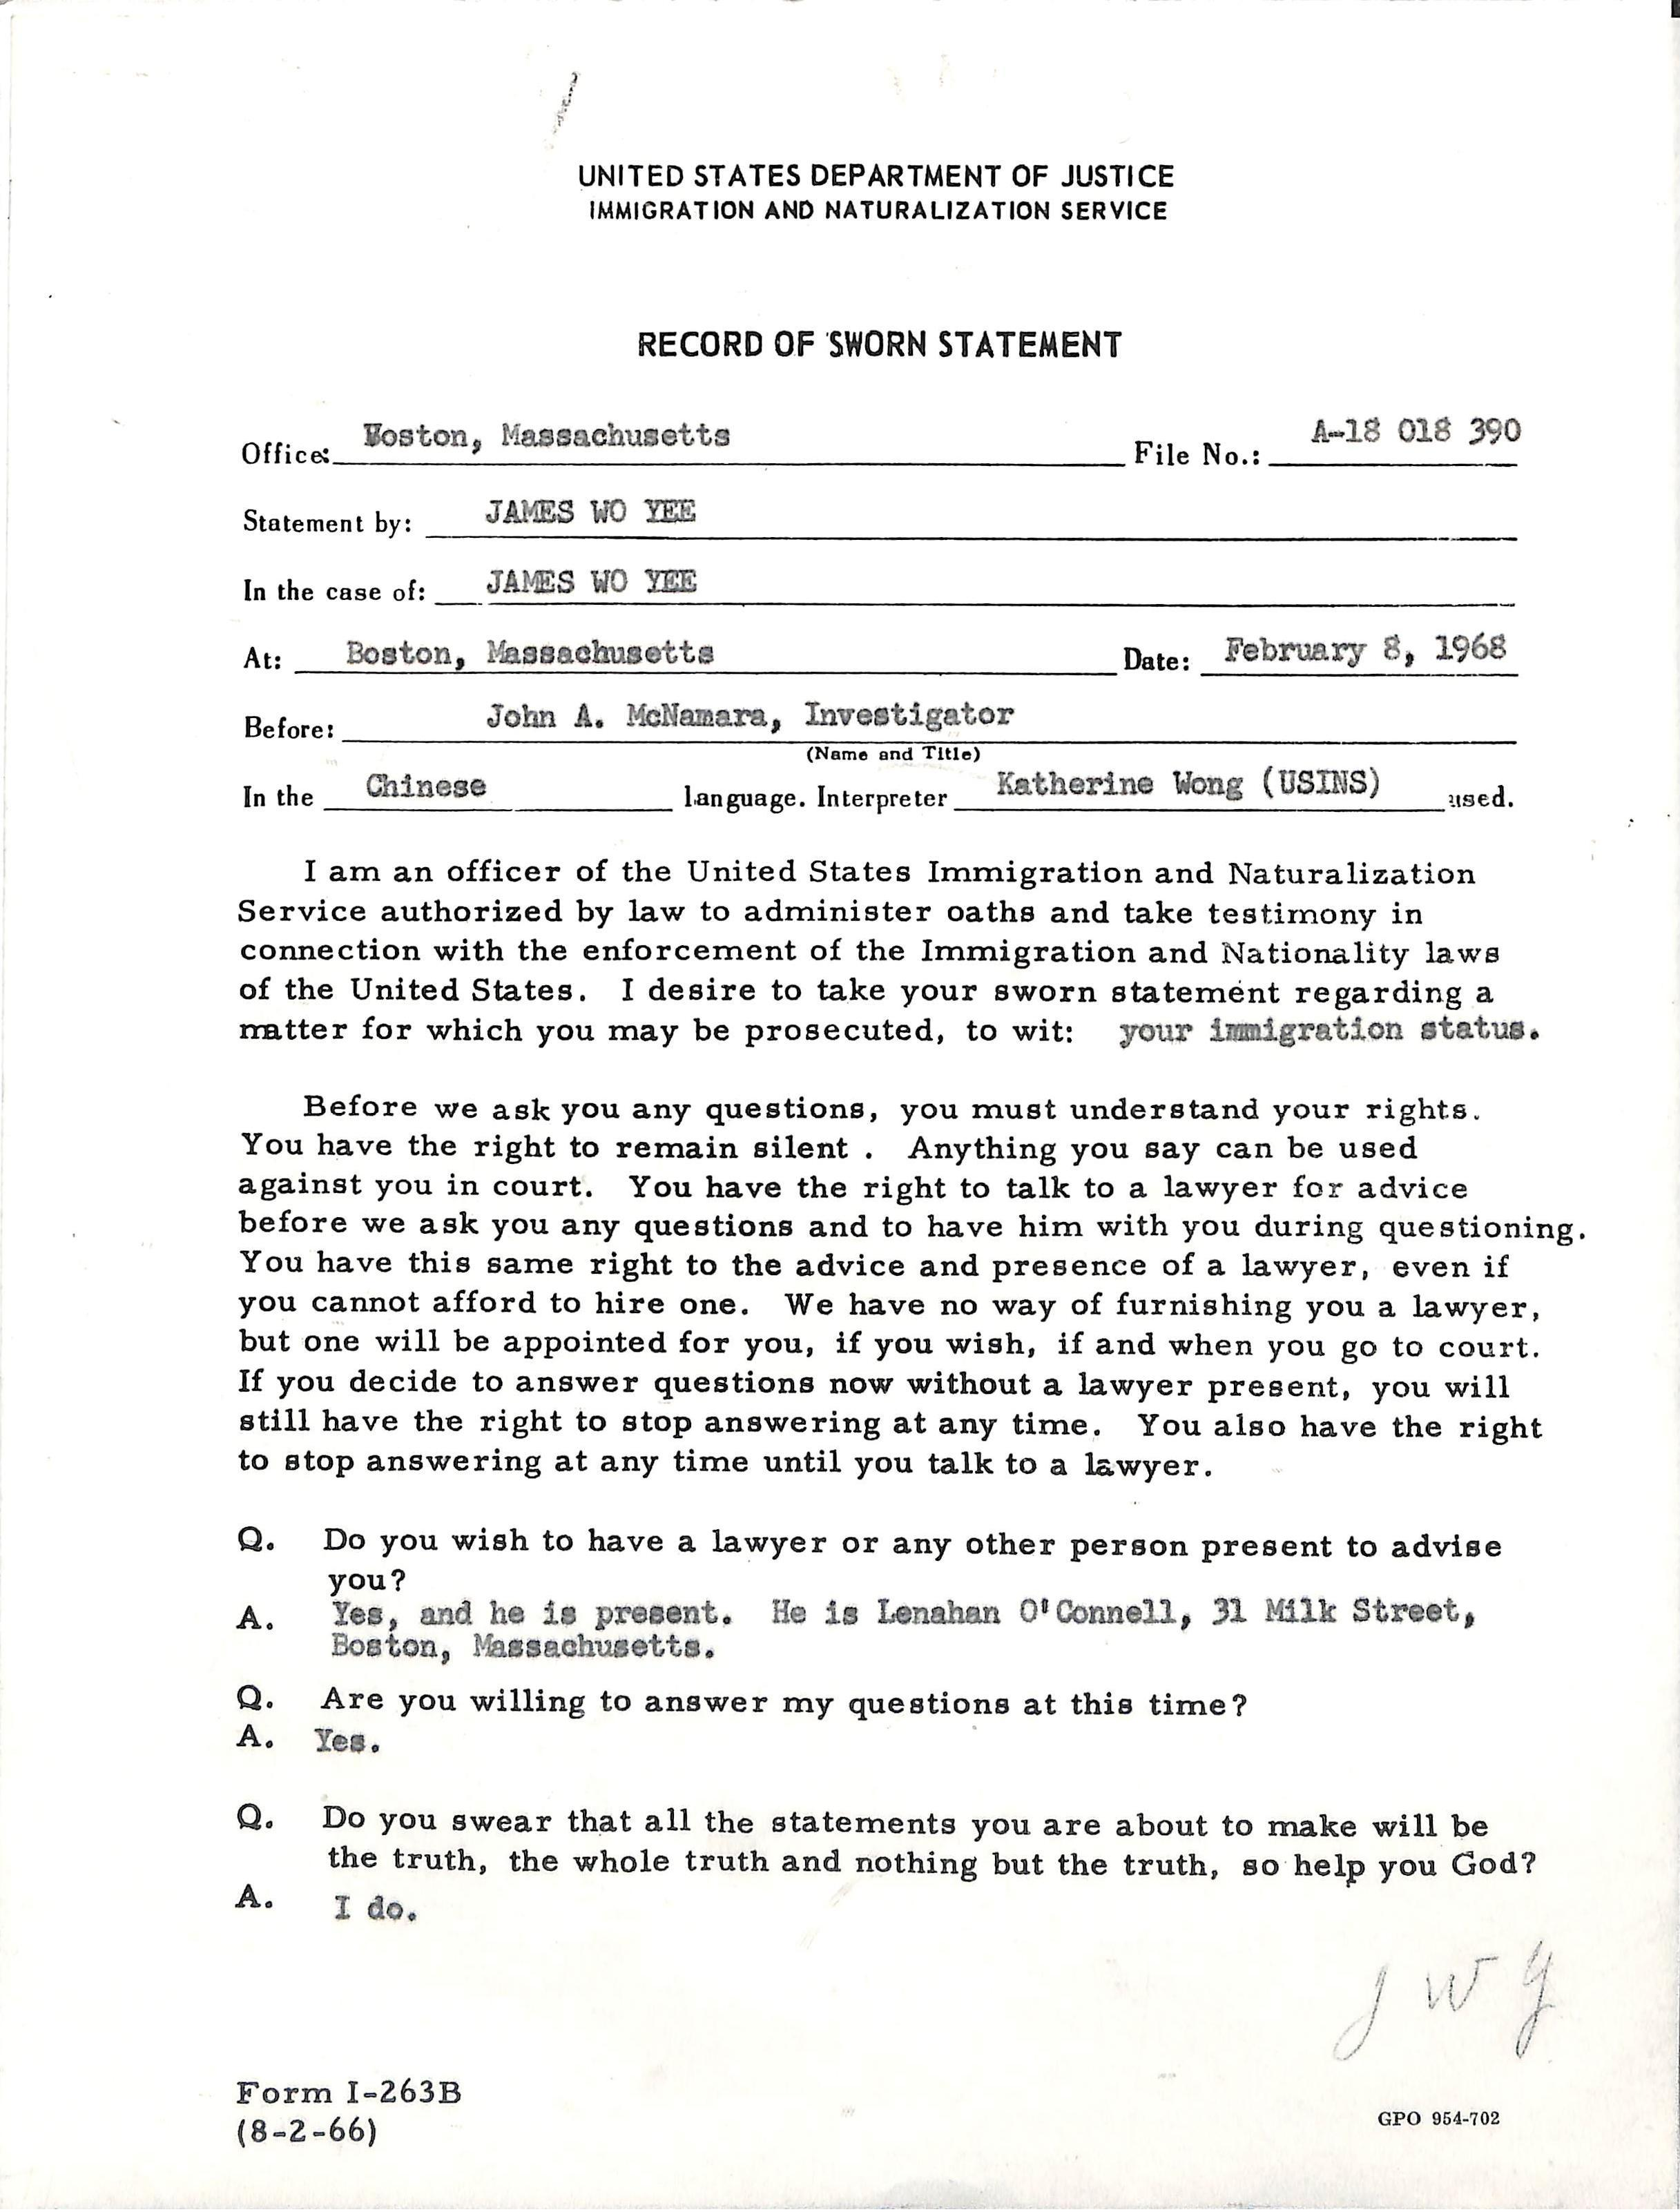 UNITED STATES DEPARTMENT OF JUSTICE
IMMIGRATION AND NATURALIZATION SERVICE
RECORD OF SWORN STATEMENT
Office: Boston, Massachusetts File No.: A-18 018 390
Statement by: JAMES WO YEE
In the case of: JAMES WO YEE
At: Boston, Massachusetts Date: February 8, 1968
Before: John A. McNamara, Investigator
(Name and Title)
In the Chinese language. Interpreter Katherine Wong (USINS) used.
I am an officer of the United States Immigration and Naturalization
Service authorized by law to administer oaths and take testimony in
connection with the enforcement of the Immigration and Nationality laws
of the United States. I desire to take your sworn statement regarding a
matter for which you may be prosecuted, to wit: your immigration status.
Before we ask you any questions, you must understand your rights.
You have the right to remain silent . Anything you say can be used
against you in court. You have the right to talk to a lawyer for advice
before we ask you any questions and to have him with you during questioning.
You have this same right to the advice and presence of a lawyer, even if
you cannot afford to hire one. We have no way of furnishing you a lawyer,
but one will be appointed for you, if you wish, if and when you go to court.
If you decide to answer questions now without a lawyer present, you will
still have the right to stop answering at any time. You also have the right
to stop answering at any time until you talk to a lawyer.
Q. Do you wish to have a lawyer or any other person present to advise
you?
A. Yes, and he is present. He is Lenahan O'Connell, 31 Milk Street,
Boston, Massachusetts.
Q. Are you willing to answer my questions at this time?
A. Yes.
Q. Do you swear that all the statements you are about to make will be
the truth, the whole truth and nothing but the truth, so help you God?
A. I do.
J W Y
Form I-263B
(8-2-66)
GPO 954-702